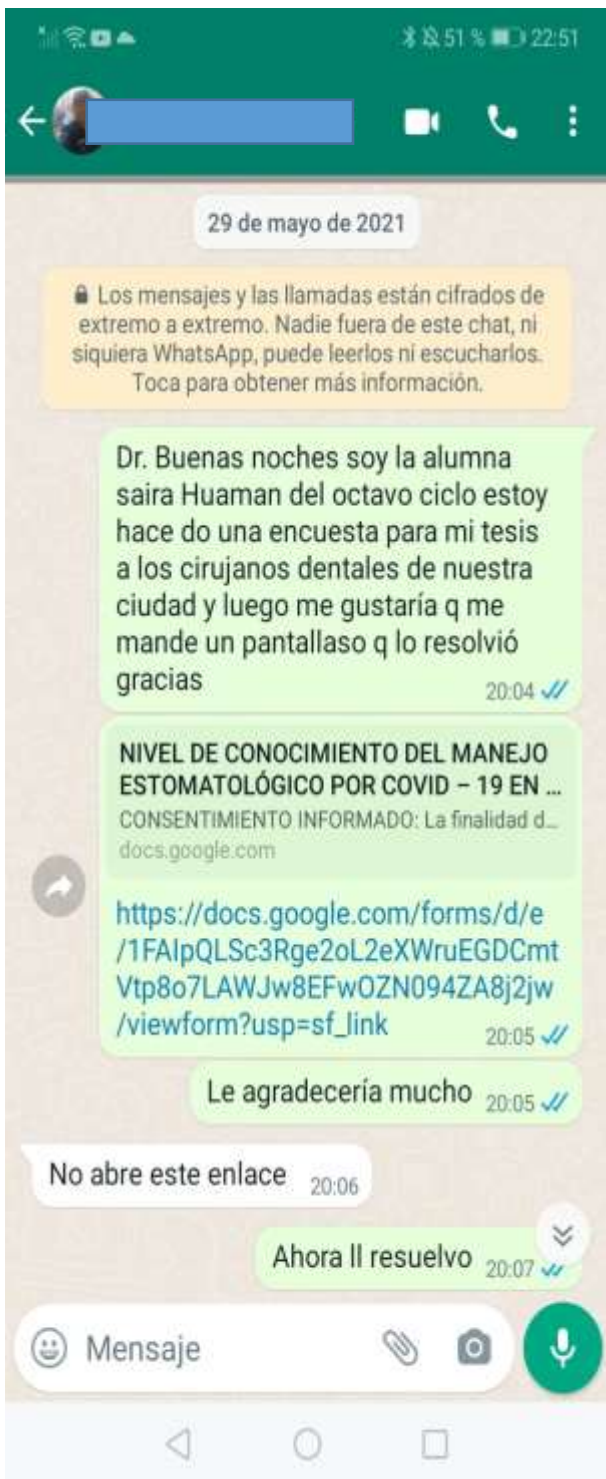 51 % 22:51
29 de mayo de 2021
Los mensajes y las llamadas están cifrados de
extremo a extremo. Nadie fuera de este chat, ni
siquiera WhatsApp, puede leerlos ni escucharlos.
Toca para obtener más información.
Dr. Buenas noches soy la alumna
saira Huaman del octavo ciclo estoy
hace do una encuesta para mi tesis
a los cirujanos dentales de nuestra
ciudad y luego me gustaría q me
mande un pantallaso q lo resolvió
gracias
20:04
NIVEL DE CONOCIMIENTO DEL MANEJO
ESTOMATOLÓGICO POR COVID – 19 EN ...
CONSENTIMIENTO INFORMADO: La finalidad d...
docs.google.com
https://docs.google.com/forms/d/e
/1FAIpQLSc3Rge2oL2eXWruEGDCmt
Vtp8o7LAWJw8EFwOZN094ZA8j2jw
/viewform?usp=sf_link
20:05
Le agradecería mucho 20:05
No abre este enlace 20:06
Ahora ll resuelvo 20:07
Mensaje